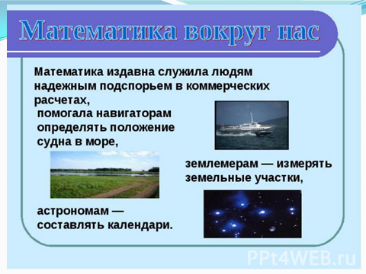 Математика вокруг нас
Математика издавна служила людям
надежным подспорьем в коммерческих
расчетах,
помогала навигаторам
определять положение
судна в море,
землемерам — измерять
земельные участки,
астрономам —
составлять календари.
PPt4WEB.ru